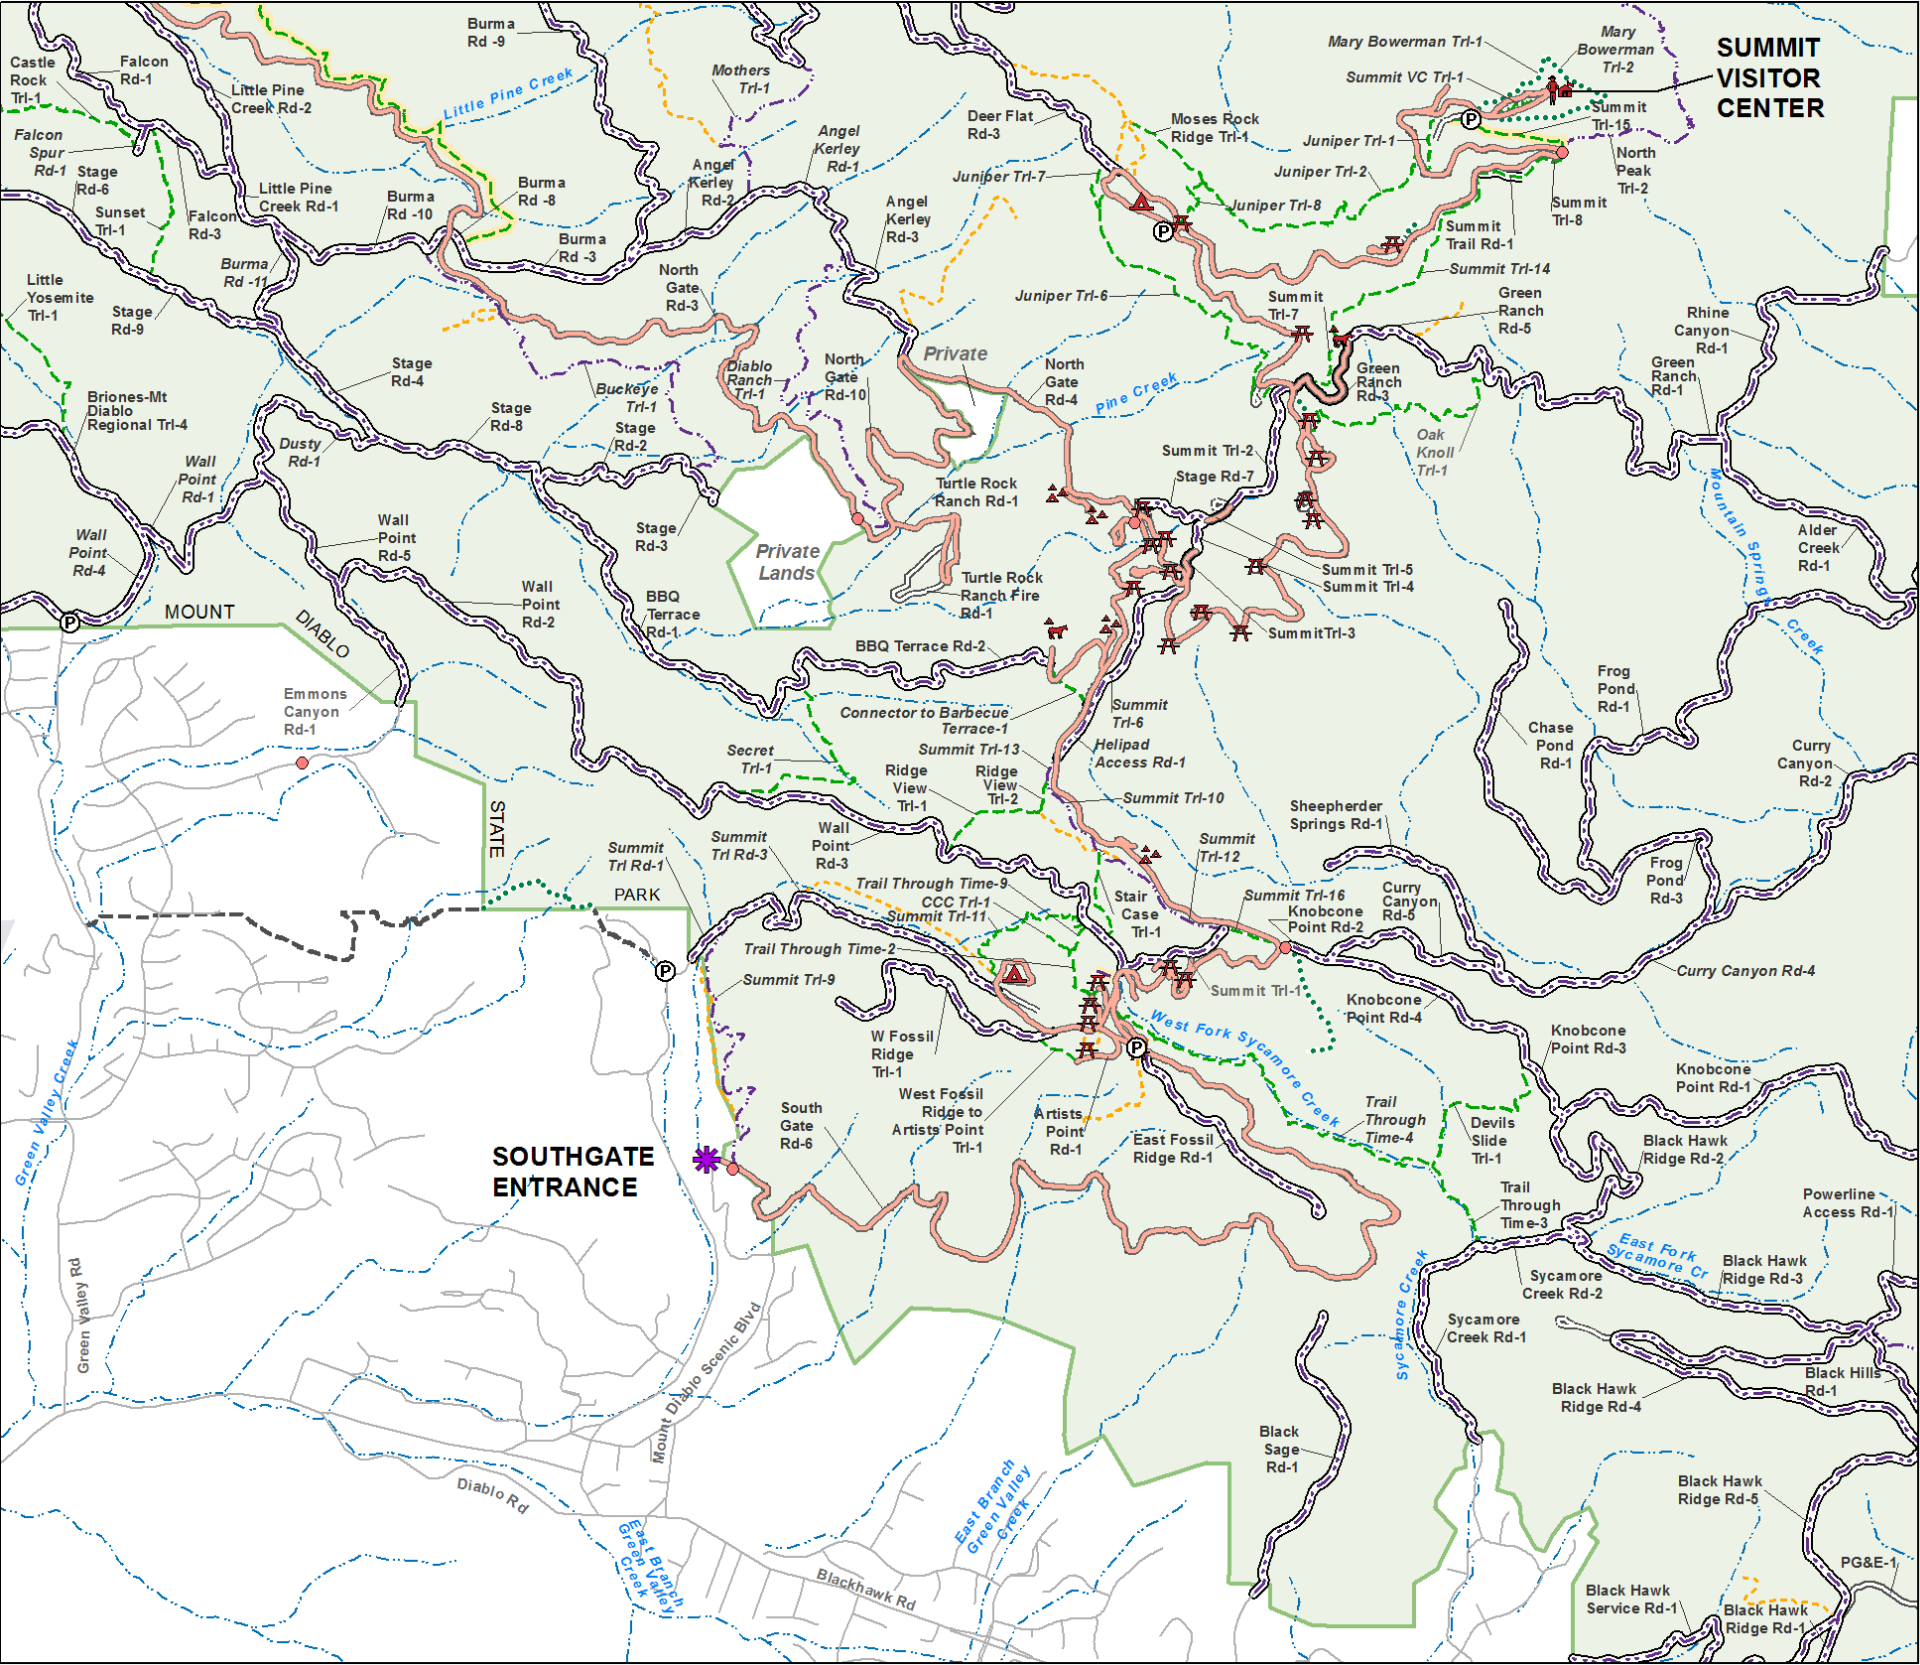 Burma
Rd -9
Castle
Rock
Trl-1
Falcon
Rd-1
Little Pine
Creek Rd-2
Little Pine Creek
Mothers
Trl-1
Deer Flat
Rd-3
Moses Rock
Ridge Trl-1
Mary Bowerman Trl-1
Mary
Bowerman
Trl-2
Summit VC Trl-1
SUMMIT
VISITOR
CENTER
Summit
Trl-15
Juniper Trl-1
Juniper Trl-2
North
Peak
Trl-2
Falcon
Spur
Rd-1
Stage
Rd-6
Sunset
Trl-1
Falcon
Rd-3
Little Pine
Creek Rd-1
Burma
Rd -10
Burma
Rd -8
Burma
Rd -3
Angel
Kerley
Rd-2
Angel
Kerley
Rd-1
Angel
Kerley
Rd-3
Juniper Trl-7
Juniper Trl-8
Summit
Trl-8
Summit
Trail Rd-1
Summit Trl-14
Little
Yosemite
Trl-1
Stage
Rd-9
Burma
Rd -11
North
Gate
Rd-3
Juniper Trl-6
Summit
Trl-7
Green
Ranch
Rd-5
Rhine
Canyon
Rd-1
Green
Ranch
Rd-1
Briones-Mt
Diablo
Regional Trl-4
Stage
Rd-4
Stage
Rd-8
Buckeye
Trl-1
Diablo
Ranch
Trl-1
North
Gate
Rd-10
Private
North
Gate
Rd-4
Pine Creek
Green
Ranch
Rd-3
Oak
Knoll
Trl-1
Wall
Point
Rd-1
Dusty
Rd-1
Stage
Rd-2
Stage
Rd-3
Turtle Rock
Ranch Rd-1
Summit Trl-2
Stage Rd-7
Mountain Springs
Creek
Alder
Creek
Rd-1
Wall
Point
Rd-4
Wall
Point
Rd-5
Wall
Point
Rd-2
BBQ
Terrace
Rd-1
Private
Lands
Turtle Rock
Ranch Fire
Rd-1
Summit Trl-5
Summit Trl-4
SummitTrl-3
MOUNT
DIABLO
STATE
PARK
Emmons
Canyon
Rd-1
BBQ Terrace Rd-2
Connector to Barbecue
Terrace-1
Summit
Trl-6
Summit Trl-13
Helipad
Access Rd-1
Frog
Pond
Rd-1
Chase
Pond
Rd-1
Curry
Canyon
Rd-2
Secret
Trl-1
Ridge
View
Trl-1
Ridge
View
Trl-2
Summit Trl-10
Summit
Trl-12
Sheepherder
Springs Rd-1
Summit
Trl Rd-1
Summit
Trl Rd-3
Wall
Point
Rd-3
Trail Through Time-9
CCC Trl-1
Summit Trl-11
Trail Through Time-2
Summit Trl-9
Stair
Case
Trl-1
Summit Trl-16
Knobcone
Point Rd-2
Curry
Canyon
Rd-5
Frog
Pond
Rd-3
Curry Canyon Rd-4
Summit Trl-1
Knobcone
Point Rd-4
Knobcone
Point Rd-3
Knobcone
Point Rd-1
W Fossil
Ridge
Trl-1
West Fork Sycamore Creek
Green Valley Creek
West Fossil
Ridge to
Artists Point
Trl-1
Artists
Point
Rd-1
East Fossil
Ridge Rd-1
Trail
Through
Time-4
Devils
Slide
Trl-1
Black Hawk
Ridge Rd-2
South
Gate
Rd-6
SOUTHGATE
ENTRANCE
Trail
Through
Time-3
Powerline
Access Rd-1
East Fork
Sycamore Cr
Black Hawk
Ridge Rd-3
Sycamore
Creek Rd-2
Sycamore Creek
Sycamore
Creek Rd-1
Green Valley Rd
Mount Diablo Scenic Blvd
Black Hills
Rd-1
Black Hawk
Ridge Rd-4
Black
Sage
Rd-1
Diablo Rd
East Branch
Green Valley
Creek
East Branch
Green Valley
Creek
Blackhawk Rd
Black Hawk
Ridge Rd-5
PG&E-1
Black Hawk
Service Rd-1
Black Hawk
Ridge Rd-1
P
P
P
P
P